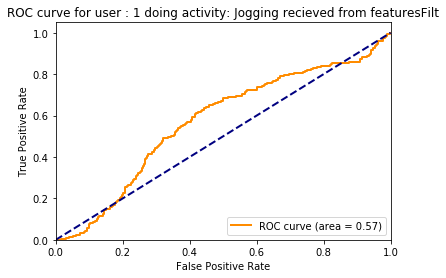 ROC curve for user : 1 doing activity: Jogging recieved from featuresFilt
True Positive Rate
1.0
0.8
0.6
0.4
0.2
0.0
ROC curve (area = 0.57)
0.0 0.2 0.4 0.6 0.8 1.0
False Positive Rate